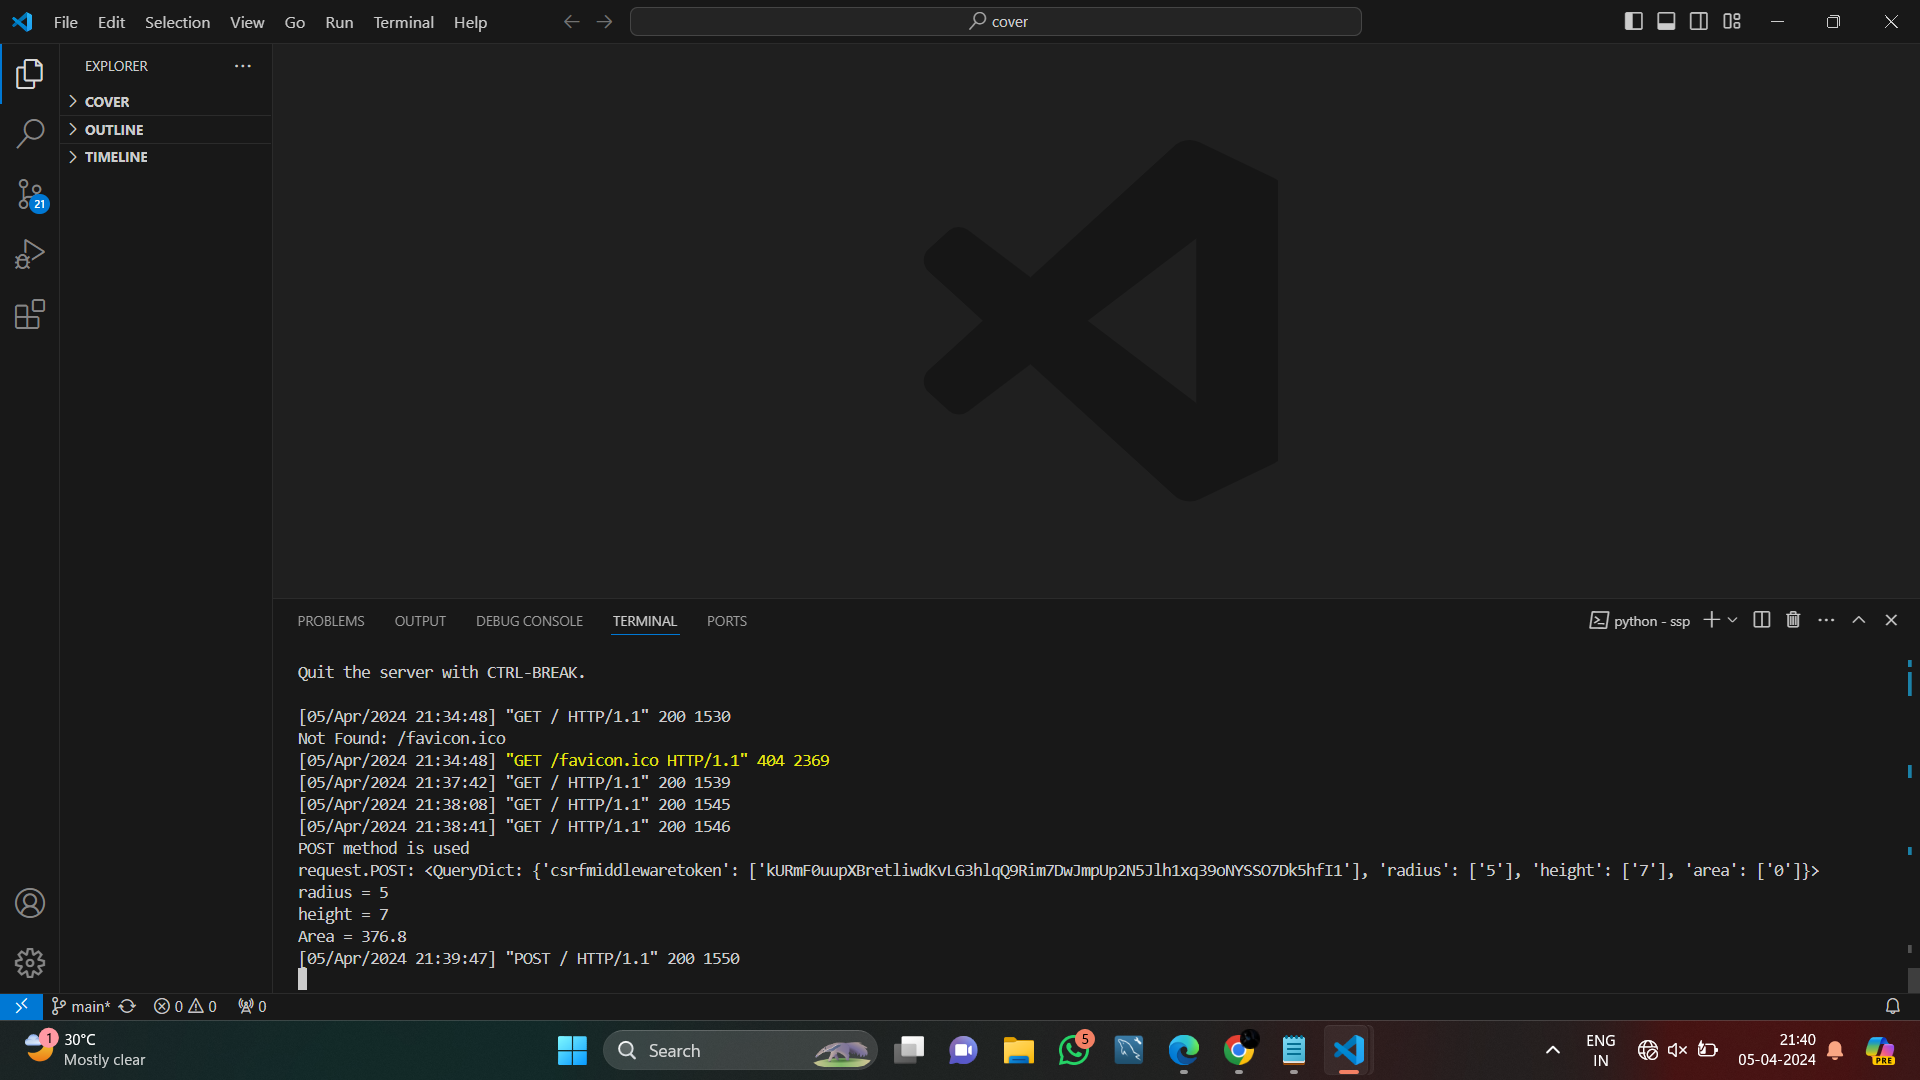 File Edit Selection View Go Run Terminal Help
cover
EXPLORER
COVER
OUTLINE
TIMELINE
21
PROBLEMS OUTPUT DEBUG CONSOLE TERMINAL PORTS
python - ssp
Quit the server with CTRL-BREAK.
[05/Apr/2024 21:34:48] "GET / HTTP/1.1" 200 1530
Not Found: /favicon.ico
[05/Apr/2024 21:34:48] "GET /favicon.ico HTTP/1.1" 404 2369
[05/Apr/2024 21:37:42] "GET / HTTP/1.1" 200 1539
[05/Apr/2024 21:38:08] "GET / HTTP/1.1" 200 1545
[05/Apr/2024 21:38:41] "GET / HTTP/1.1" 200 1546
POST method is used
request.POST: <QueryDict: {'csrfmiddlewaretoken': ['kURmF0uupXBretliwdKvLG3hlqQ9Rim7DwJmpUp2N5Jlh1xq39oNYSSO7Dk5hfI1'], 'radius': ['5'], 'height': ['7'], 'area': ['0']}>
radius = 5
height = 7
Area = 376.8
[05/Apr/2024 21:39:47] "POST / HTTP/1.1" 200 1550
main* 0 0 0
1
30°C
Mostly clear
Search
5
ENG
IN
21:40
05-04-2024
PRE